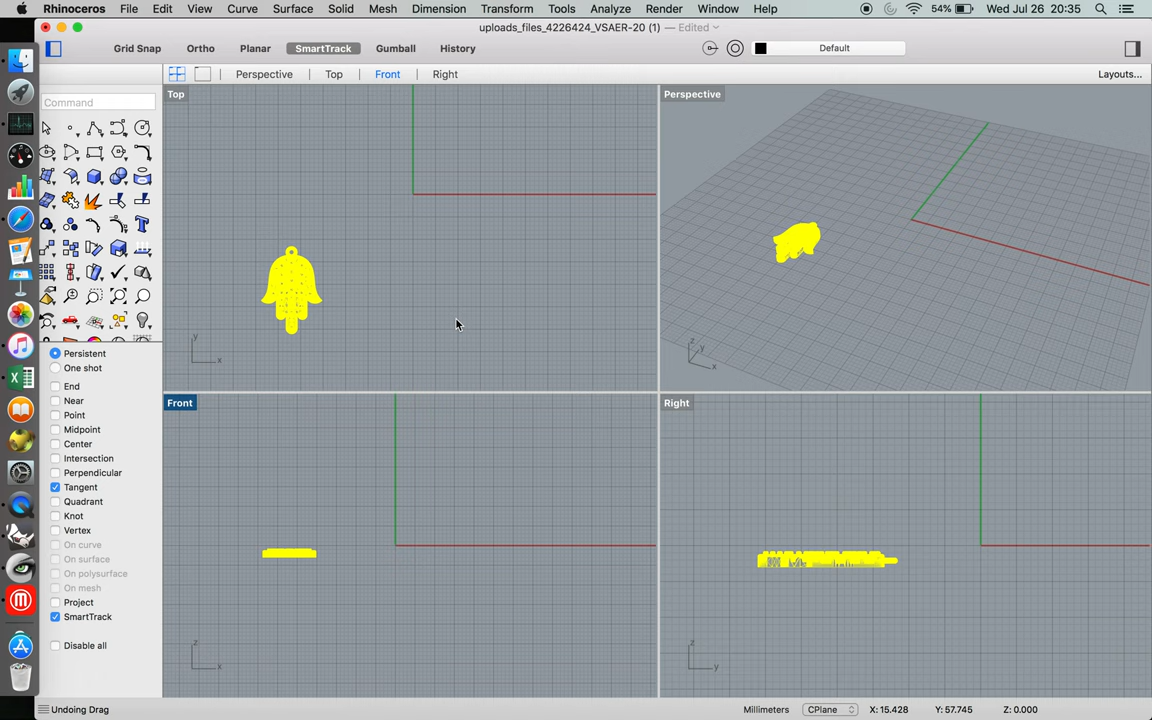 Rhinoceros File Edit View Curve Surface Solid Mesh Dimension Transform Tools Analyze Render Window Help 54% Wed Jul 26 20:35
uploads_files_4226424_VSAER-20 (1) — Edited
Grid Snap Ortho Planar SmartTrack Gumball History Default
Perspective Top Front Right Layouts...
Command
Top
Perspective
y
x
z
y
x
Persistent
One shot
End
Near
Point
Midpoint
Center
Intersection
Perpendicular
Tangent
Quadrant
Knot
Vertex
On curve
On surface
On polysurface
On mesh
Project
SmartTrack
Disable all
Front
Right
z
x
z
y
Undoing Drag
Millimeters CPlane X: 15.428 Y: 57.745 Z: 0.000